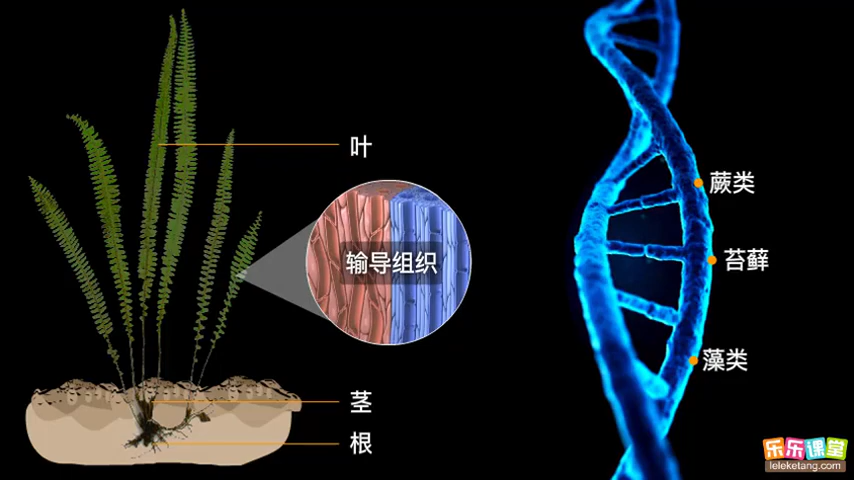 叶
输导组织
茎
根
蕨类
苔藓
藻类
乐乐课堂
leleketang.com